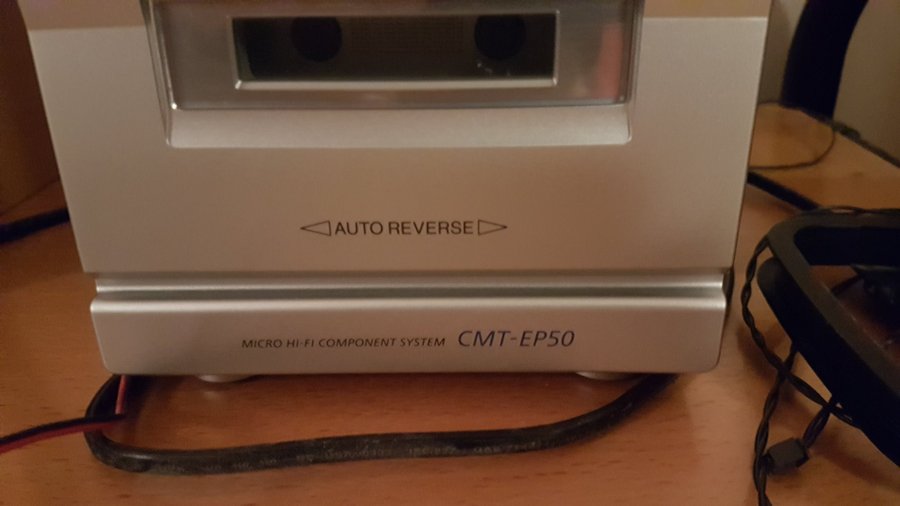 AUTO REVERSE
MICRO HI-FI COMPONENT SYSTEM CMT-EP50